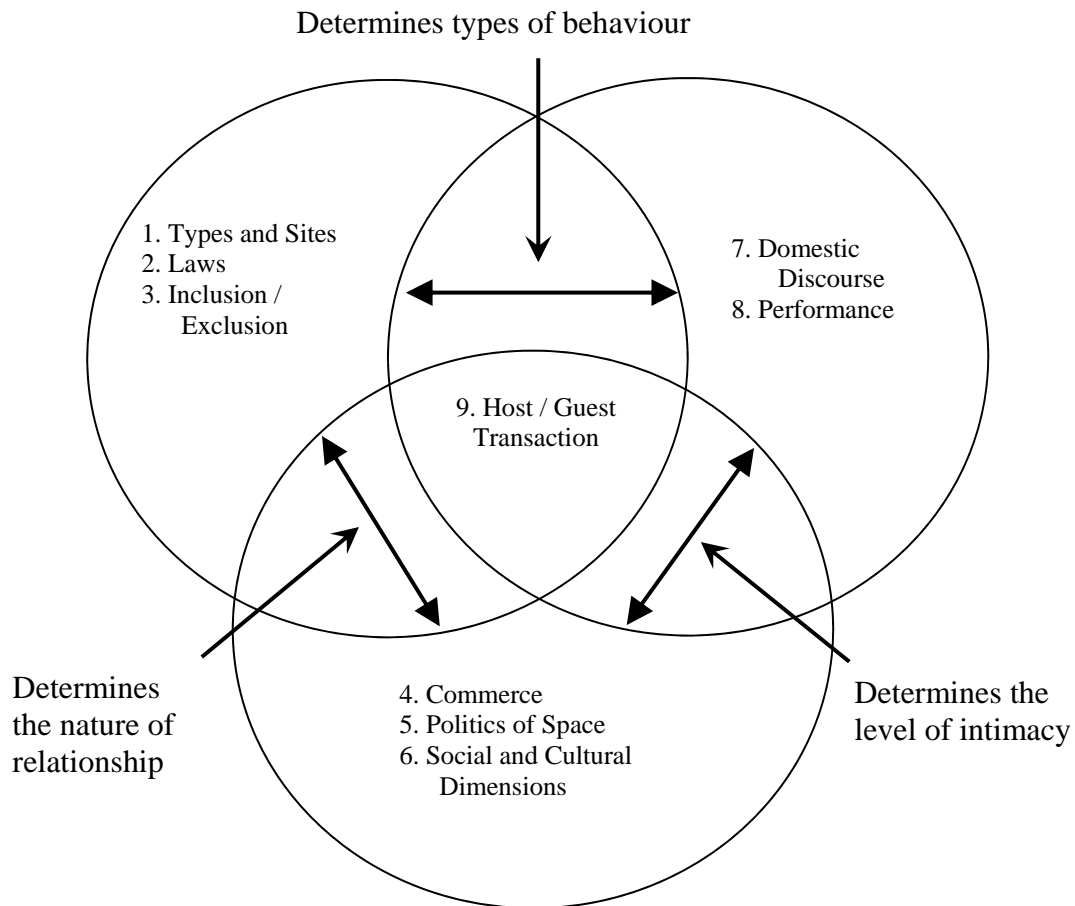 Determines types of behaviour
1. Types and Sites
2. Laws
3. Inclusion /
Exclusion
7. Domestic
Discourse
8. Performance
9. Host / Guest
Transaction
Determines
the nature of
relationship
4. Commerce
5. Politics of Space
6. Social and Cultural
Dimensions
Determines the
level of intimacy